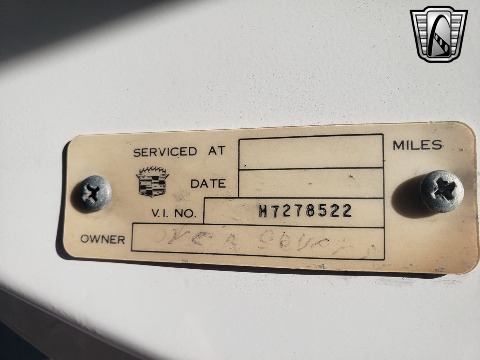 SERVICED AT MILES
DATE
V.I. NO. H7278522
OWNER